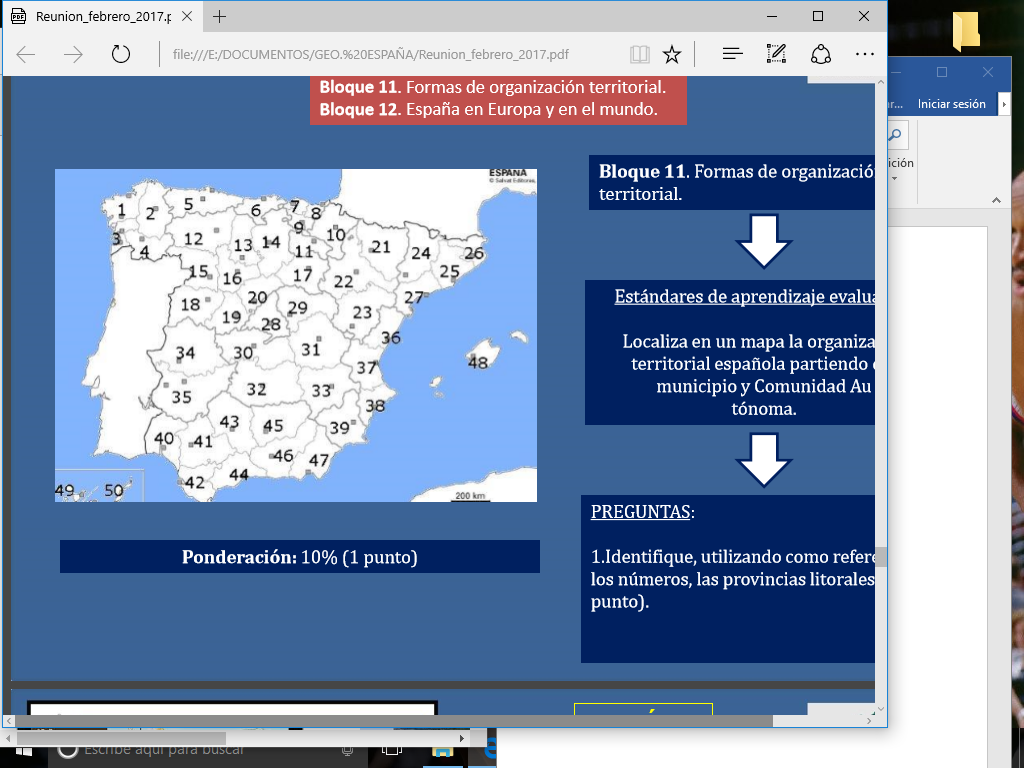 Reunion_febrero_2017.p
file:///E:/DOCUMENTOS/GEO.%20ESPAÑA/Reunion_febrero_2017.pdf
Iniciar sesión
ición
Bloque 11. Formas de organización territorial.
Bloque 12. España en Europa y en el mundo.
ESPAÑA
© Salvat Editores
1 2 5 6 7 8
9 10
3 4 12 13 14 11 21 24 26
15 16 17 22 25
18 19 20 28 29 23 27
34 30 31 36
35 32 33 37 48
38
40 41 43 45 39
42 44 46 47
49 50
200 km
Ponderación: 10% (1 punto)
Bloque 11. Formas de organizació
territorial.
Estándares de aprendizaje evalua
Localiza en un mapa la organiza
territorial española partiendo
municipio y Comunidad Au
tónoma.
PREGUNTAS:
1.Identifique, utilizando como refere
los números, las provincias litorales
punto).
Escribe aquí para buscar